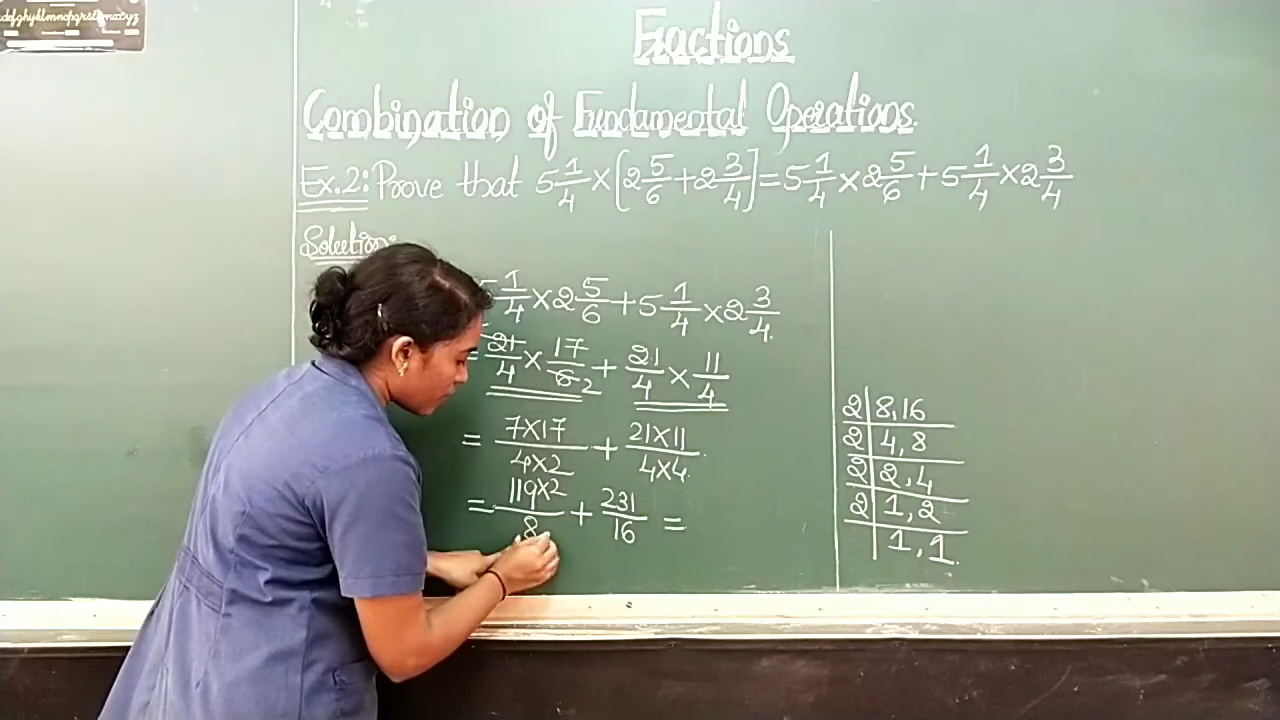 defghijklmnopqrstuvwxyz
Fractions
Combination of Fundamental Operations.
Ex.2: Prove that 5 1/4 × [2 5/6 + 2 3/4] = 5 1/4 × 2 5/6 + 5 1/4 × 2 3/4
Solution:
5 1/4 × 2 5/6 + 5 1/4 × 2 3/4.
= 21/4 × 17/6 2 + 21/4 × 11/4
= 7×17/4×2 + 21×11/4×4.
= 119×2/8 + 231/16 =
2 | 8, 16
2 | 4, 8
2 | 2, 4
2 | 1, 2
1, 1.